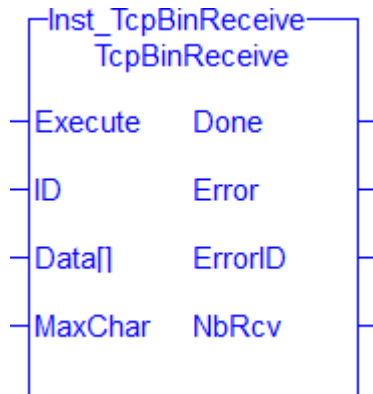 Inst_TcpBinReceive
TcpBinReceive
Execute Done
ID Error
Data[] ErrorID
MaxChar NbRcv